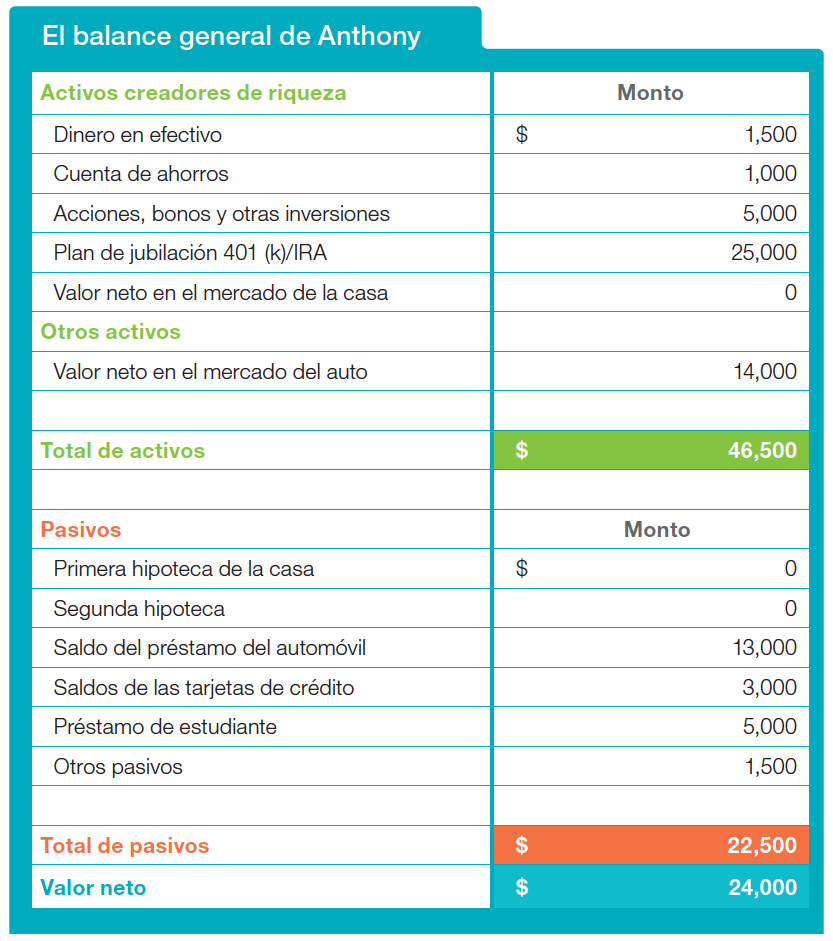 El balance general de Anthony
Activos creadores de riqueza Monto
Dinero en efectivo $ 1,500
Cuenta de ahorros 1,000
Acciones, bonos y otras inversiones 5,000
Plan de jubilación 401 (k)/IRA 25,000
Valor neto en el mercado de la casa 0
Otros activos
Valor neto en el mercado del auto 14,000
Total de activos $ 46,500
Pasivos Monto
Primera hipoteca de la casa $ 0
Segunda hipoteca 0
Saldo del préstamo del automóvil 13,000
Saldos de las tarjetas de crédito 3,000
Préstamo de estudiante 5,000
Otros pasivos 1,500
Total de pasivos $ 22,500
Valor neto $ 24,000